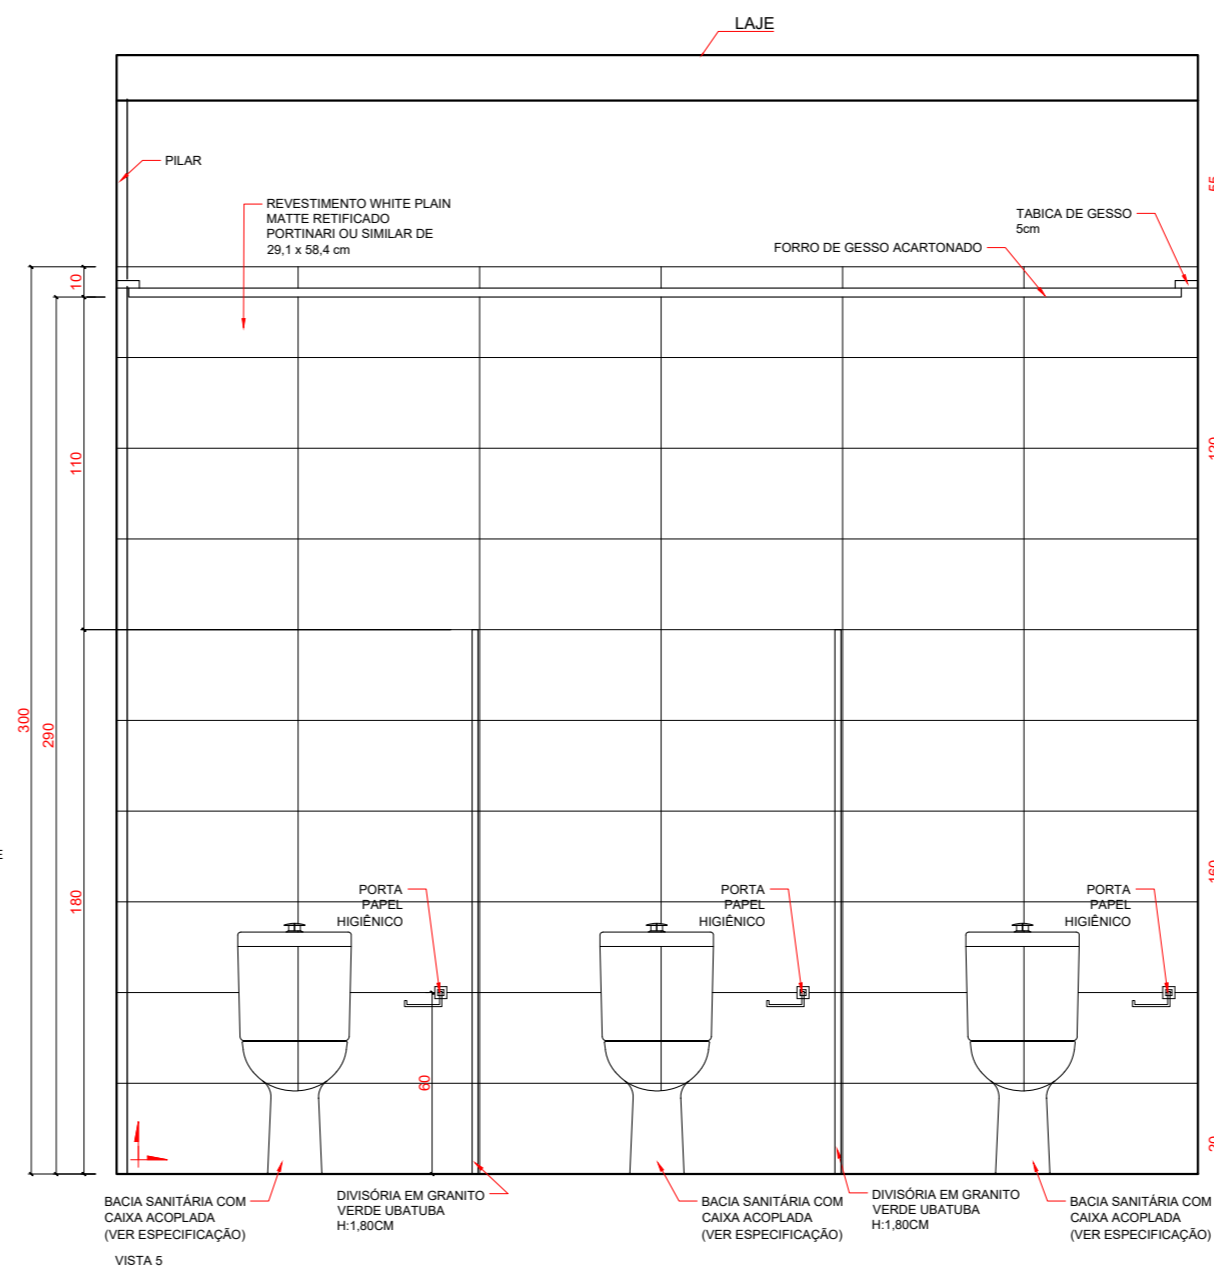 LAJE
PILAR
REVESTIMENTO WHITE PLAIN
MATTE RETIFICADO
PORTINARI OU SIMILAR DE
29,1 x 58,4 cm
TABICA DE GESSO
5cm
FORRO DE GESSO ACARTONADO
10
110
300
290
180
60
PORTA
PAPEL
HIGIÊNICO
PORTA
PAPEL
HIGIÊNICO
PORTA
PAPEL
HIGIÊNICO
BACIA SANITÁRIA COM
CAIXA ACOPLADA
(VER ESPECIFICAÇÃO)
DIVISÓRIA EM GRANITO
VERDE UBATUBA
H:1,80CM
BACIA SANITÁRIA COM
CAIXA ACOPLADA
(VER ESPECIFICAÇÃO)
DIVISÓRIA EM GRANITO
VERDE UBATUBA
H:1,80CM
BACIA SANITÁRIA COM
CAIXA ACOPLADA
(VER ESPECIFICAÇÃO)
VISTA 5